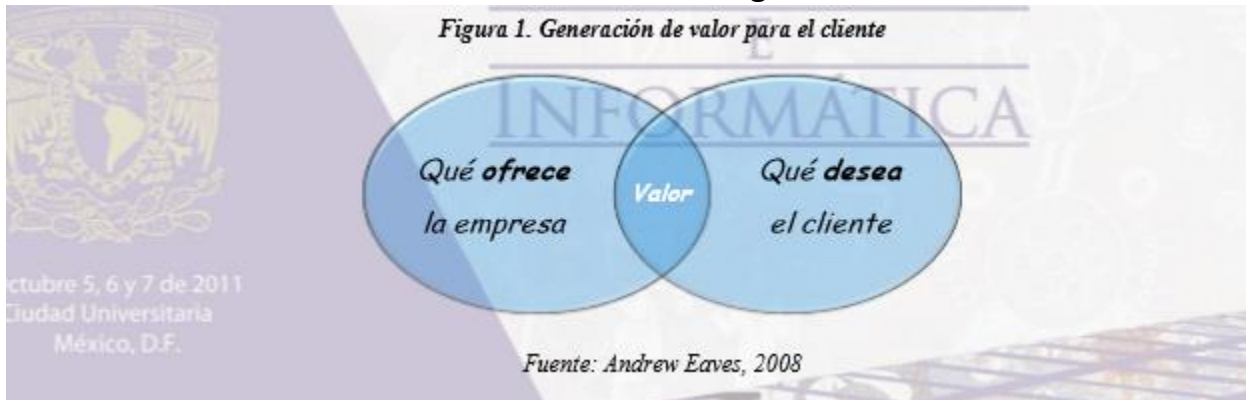 Figura 1. Generación de valor para el cliente
E
INFORMÁTICA
Qué ofrece
la empresa
Valor
Qué desea
el cliente
ctubre 5, 6 y 7 de 2011
Ciudad Universitaria
México, D.F.
Fuente: Andrew Eaves, 2008